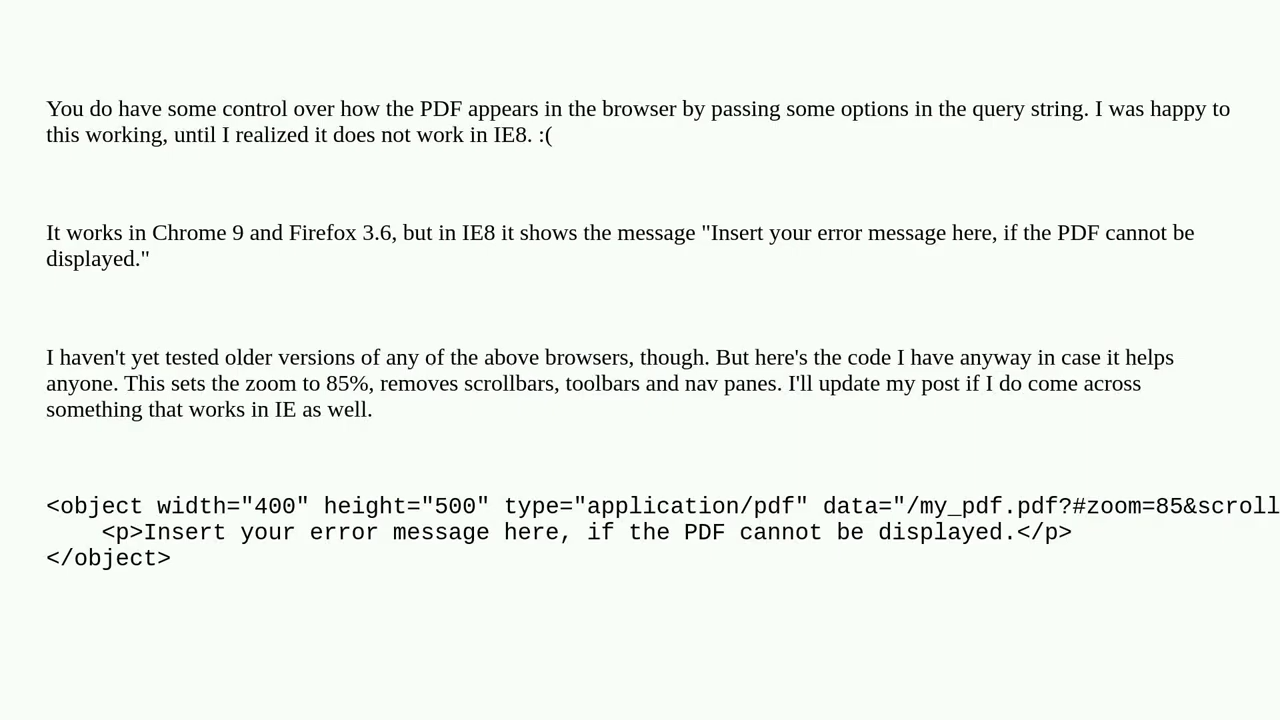 You do have some control over how the PDF appears in the browser by passing some options in the query string. I was happy to
this working, until I realized it does not work in IE8. :(
It works in Chrome 9 and Firefox 3.6, but in IE8 it shows the message "Insert your error message here, if the PDF cannot be
displayed."
I haven't yet tested older versions of any of the above browsers, though. But here's the code I have anyway in case it helps
anyone. This sets the zoom to 85%, removes scrollbars, toolbars and nav panes. I'll update my post if I do come across
something that works in IE as well.
<object width="400" height="500" type="application/pdf" data="/my_pdf.pdf?#zoom=85&scroll
    <p>Insert your error message here, if the PDF cannot be displayed.</p>
</object>